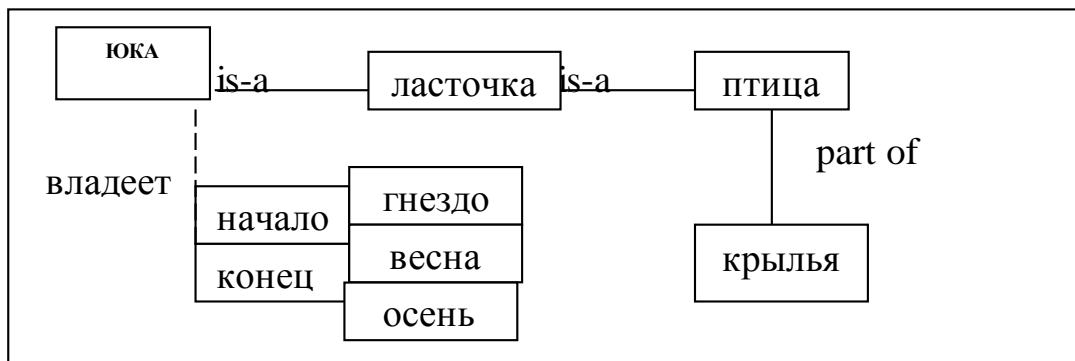 ЮКА
is-a
ласточка
is-a
птица
part of
владеет
гнездо
начало
весна
конец
осень
крылья